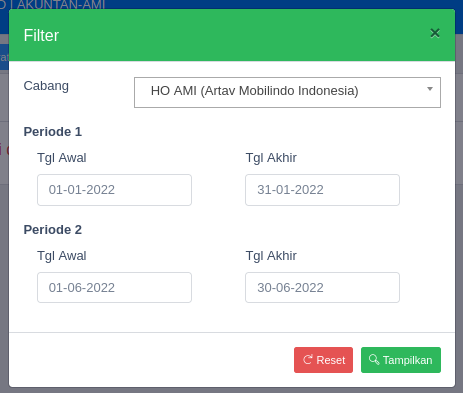 O | AKUNTAN-AMI
Filter
×
Cabang
HO AMI (Artav Mobilindo Indonesia)
Periode 1
Tgl Awal
Tgl Akhir
01-01-2022
31-01-2022
Periode 2
Tgl Awal
Tgl Akhir
01-06-2022
30-06-2022
Reset
Tampilkan